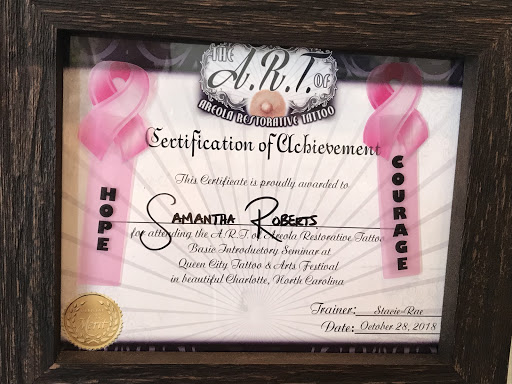 THE
A.R.T. OF
AREOLA RESTORATIVE TATTOO
Certification of Achievement
This Certificate is proudly awarded to
SAMANTHA ROBERTS
for attending the A.R.T. of Areola Restorative Tattoo
Basic Introductory Seminar at
Queen City Tattoo & Arts Festival
in beautiful Charlotte, North Carolina
HOPE
COURAGE
Trainer: Stacie-Rae
Date: October 28, 2018